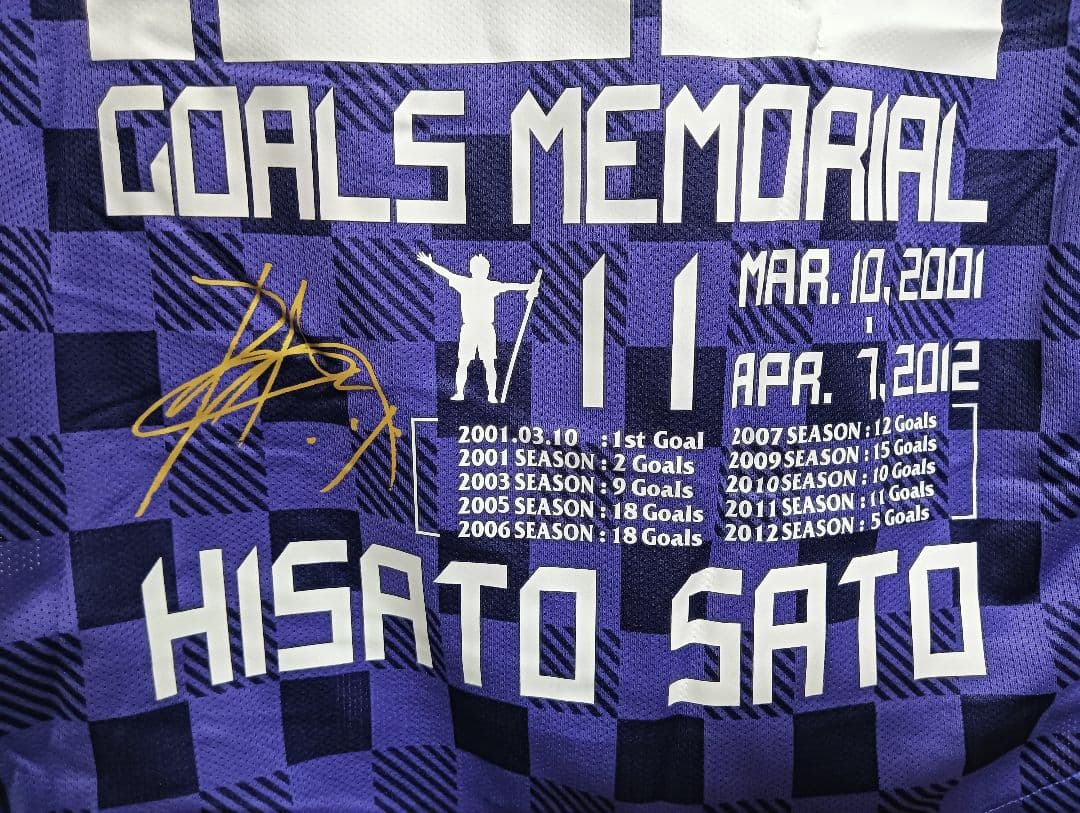 GOALS MEMORIAL
11
MAR. 10, 2001
APR. 7, 2012
2001.03.10 : 1st Goal
2001 SEASON : 2 Goals
2003 SEASON : 9 Goals
2005 SEASON : 18 Goals
2006 SEASON : 18 Goals
2007 SEASON : 12 Goals
2009 SEASON : 15 Goals
2010 SEASON : 10 Goals
2011 SEASON : 11 Goals
2012 SEASON : 5 Goals
HISATO SATO